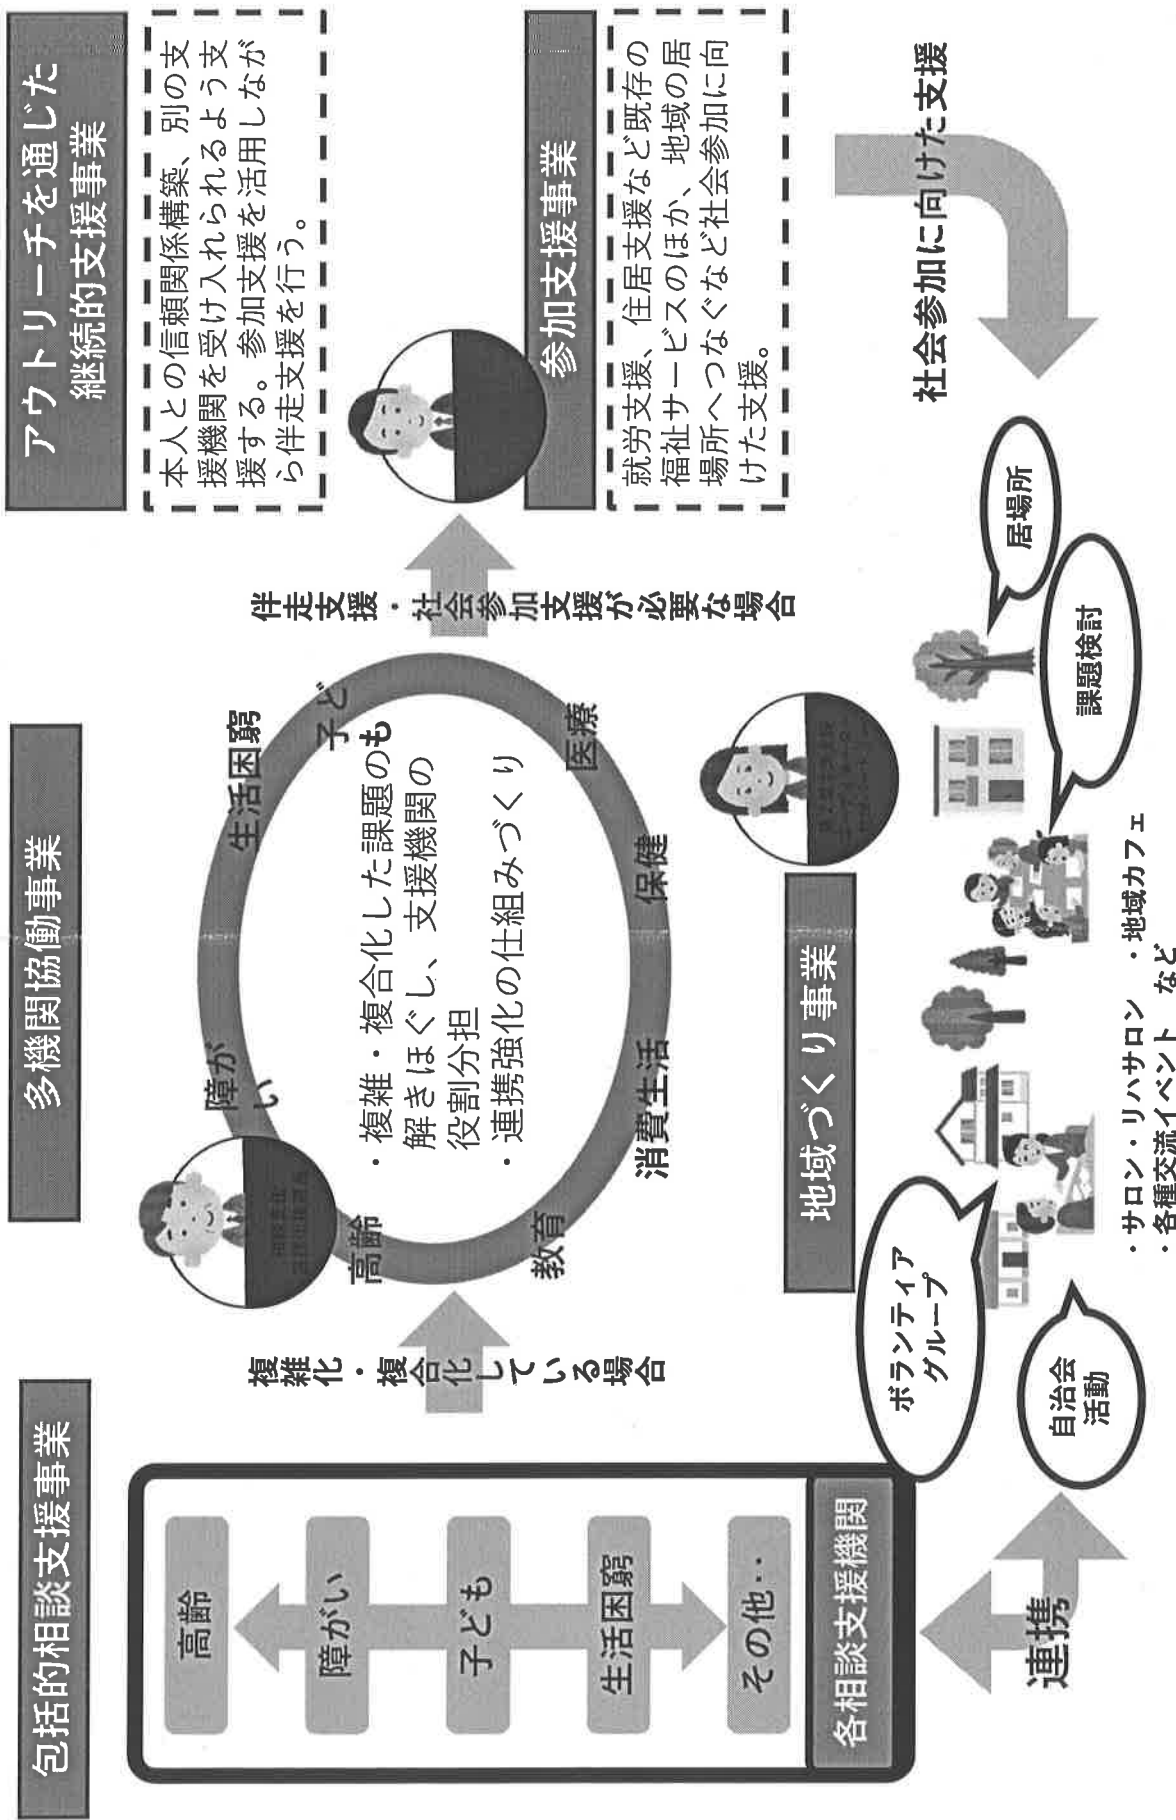 包括的相談支援事業
高齢
障がい
子ども
生活困窮
その他‥
各相談支援機関
連携
複雑化・複合化している場合
多機関協働事業
高齢
障が
い
生活困窮
子ど
も
医療
保健
消費生活
教育
・複雑・複合化した課題の
解きほぐし、支援機関の
役割分担
・連携強化の仕組みづくり
伴走支援・社会参加支援が必要な場合
アウトリーチを通じた
継続的支援事業
本人との信頼関係構築、別の支
援機関を受け入れられるよう支
援する。参加支援を活用しなが
ら伴走支援を行う。
参加支援事業
就労支援、住居支援など既存の
福祉サービスのほか、地域の居
場所へつなぐなど社会参加に向
けた支援。
社会参加に向けた支援
地域づくり事業
ボランティア
グループ
自治会
活動
居場所
課題検討
・サロン・リハサロン ・地域カフェ
・各種交流イベント など